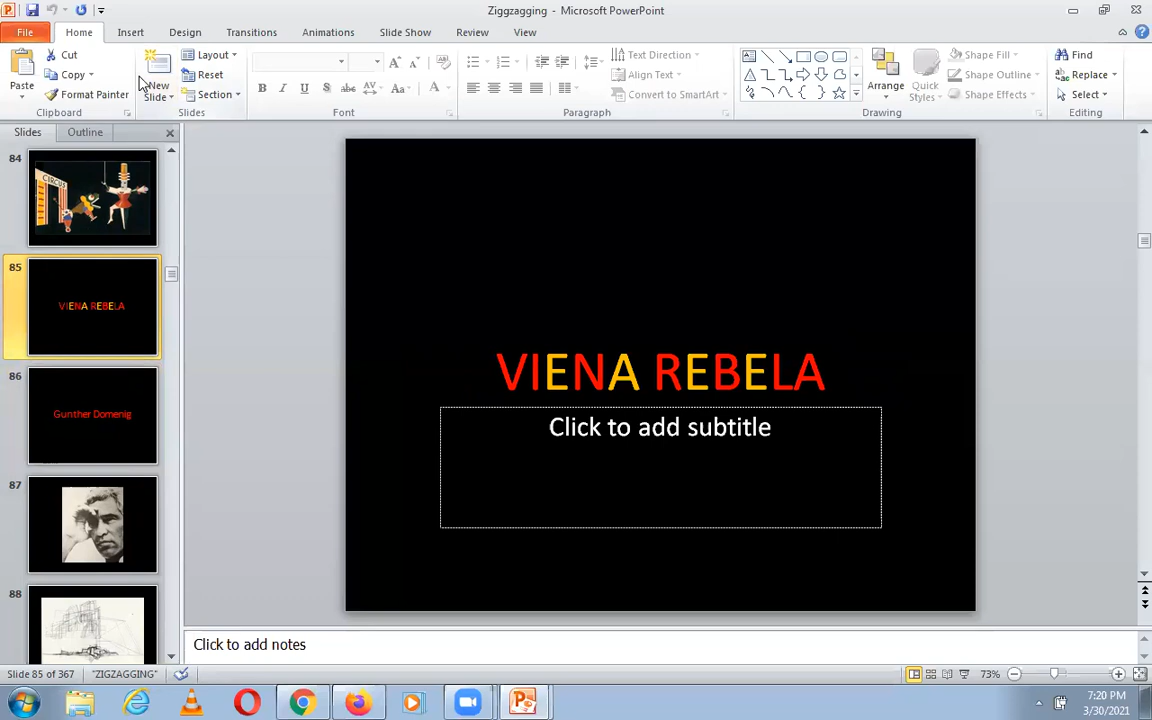 Ziggzagging - Microsoft PowerPoint
File Home Insert Design Transitions Animations Slide Show Review View
Paste
Cut
Copy
Format Painter
Clipboard
New Slide
Layout
Reset
Section
Slides
B I U S abc AV Aa A
Font
Text Direction
Align Text
Convert to SmartArt
Paragraph
Arrange
Quick Styles
Shape Fill
Shape Outline
Shape Effects
Drawing
Find
Replace
Select
Editing
Slides Outline
84
CIRCUS
85
VIENA REBELA
86
Gunther Domenig
87
88
VIENA REBELA
Click to add subtitle
Click to add notes
Slide 85 of 367 "ZIGZAGGING" 73%
7:20 PM
3/30/2021